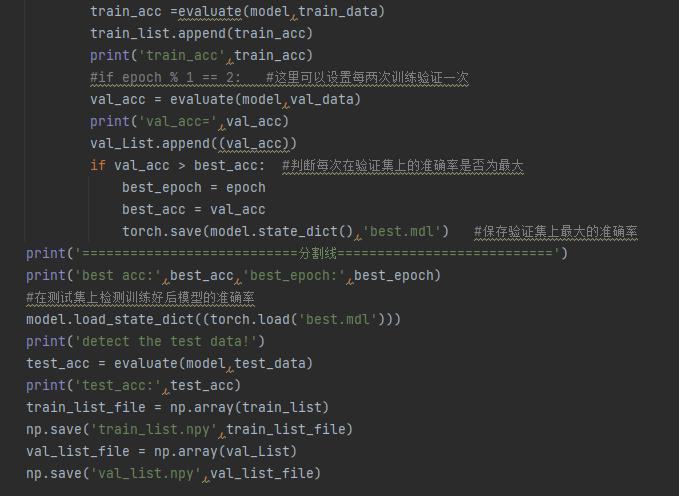 train_acc =evaluate(model,train_data)
train_list.append(train_acc)
print('train_acc',train_acc)
#if epoch % 1 == 2:   #这里可以设置每两次训练验证一次
val_acc = evaluate(model,val_data)
print('val_acc=',val_acc)
val_List.append((val_acc))
if val_acc > best_acc:  #判断每次在验证集上的准确率是否为最大
best_epoch = epoch
best_acc = val_acc
torch.save(model.state_dict(),'best.mdl')   #保存验证集上最大的准确率
print('===========================分割线===========================')
print('best acc:',best_acc,'best_epoch:',best_epoch)
#在测试集上检测训练好后模型的准确率
model.load_state_dict((torch.load('best.mdl')))
print('detect the test data!')
test_acc = evaluate(model,test_data)
print('test_acc:',test_acc)
train_list_file = np.array(train_list)
np.save('train_list.npy',train_list_file)
val_list_file = np.array(val_List)
np.save('val_list.npy',val_list_file)